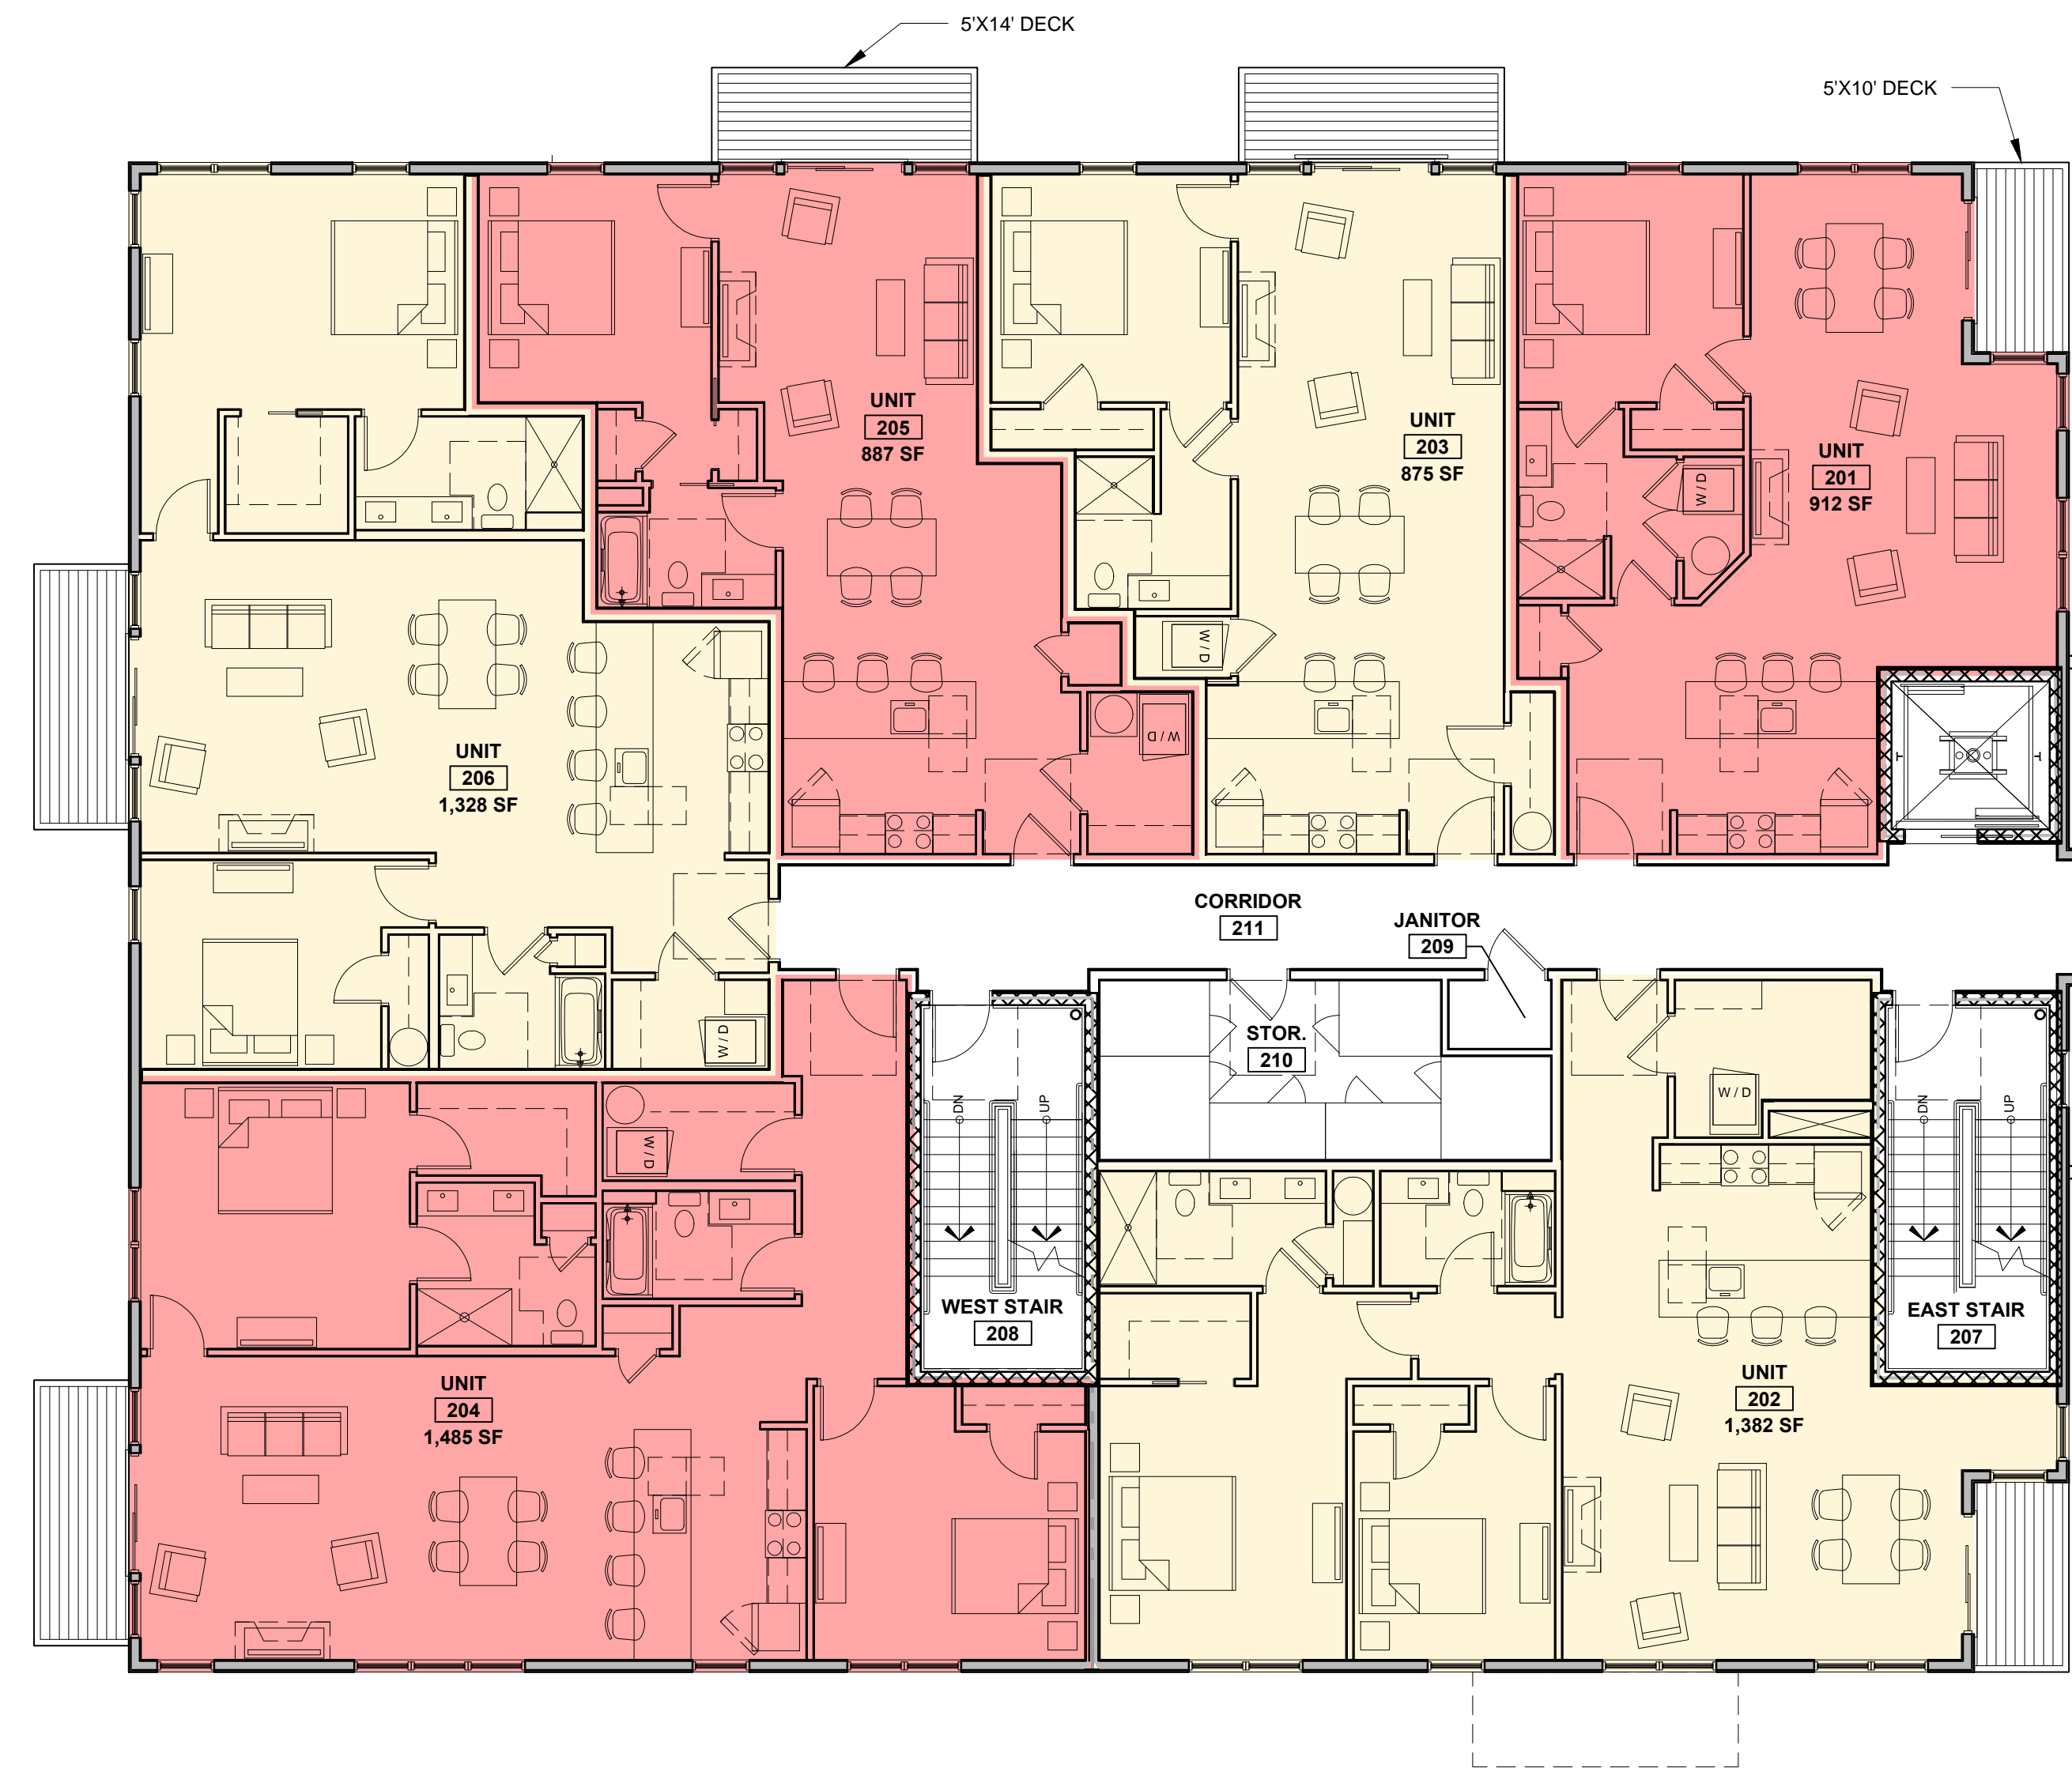 5'X14' DECK
5'X10' DECK
UNIT
205
887 SF
UNIT
203
875 SF
UNIT
201
912 SF
W / D
W / D
W / D
UNIT
206
1,328 SF
CORRIDOR
211
JANITOR
209
W / D
STOR.
210
W / D
W / D
DN
UP
DN
UP
WEST STAIR
208
EAST STAIR
207
UNIT
204
1,485 SF
UNIT
202
1,382 SF